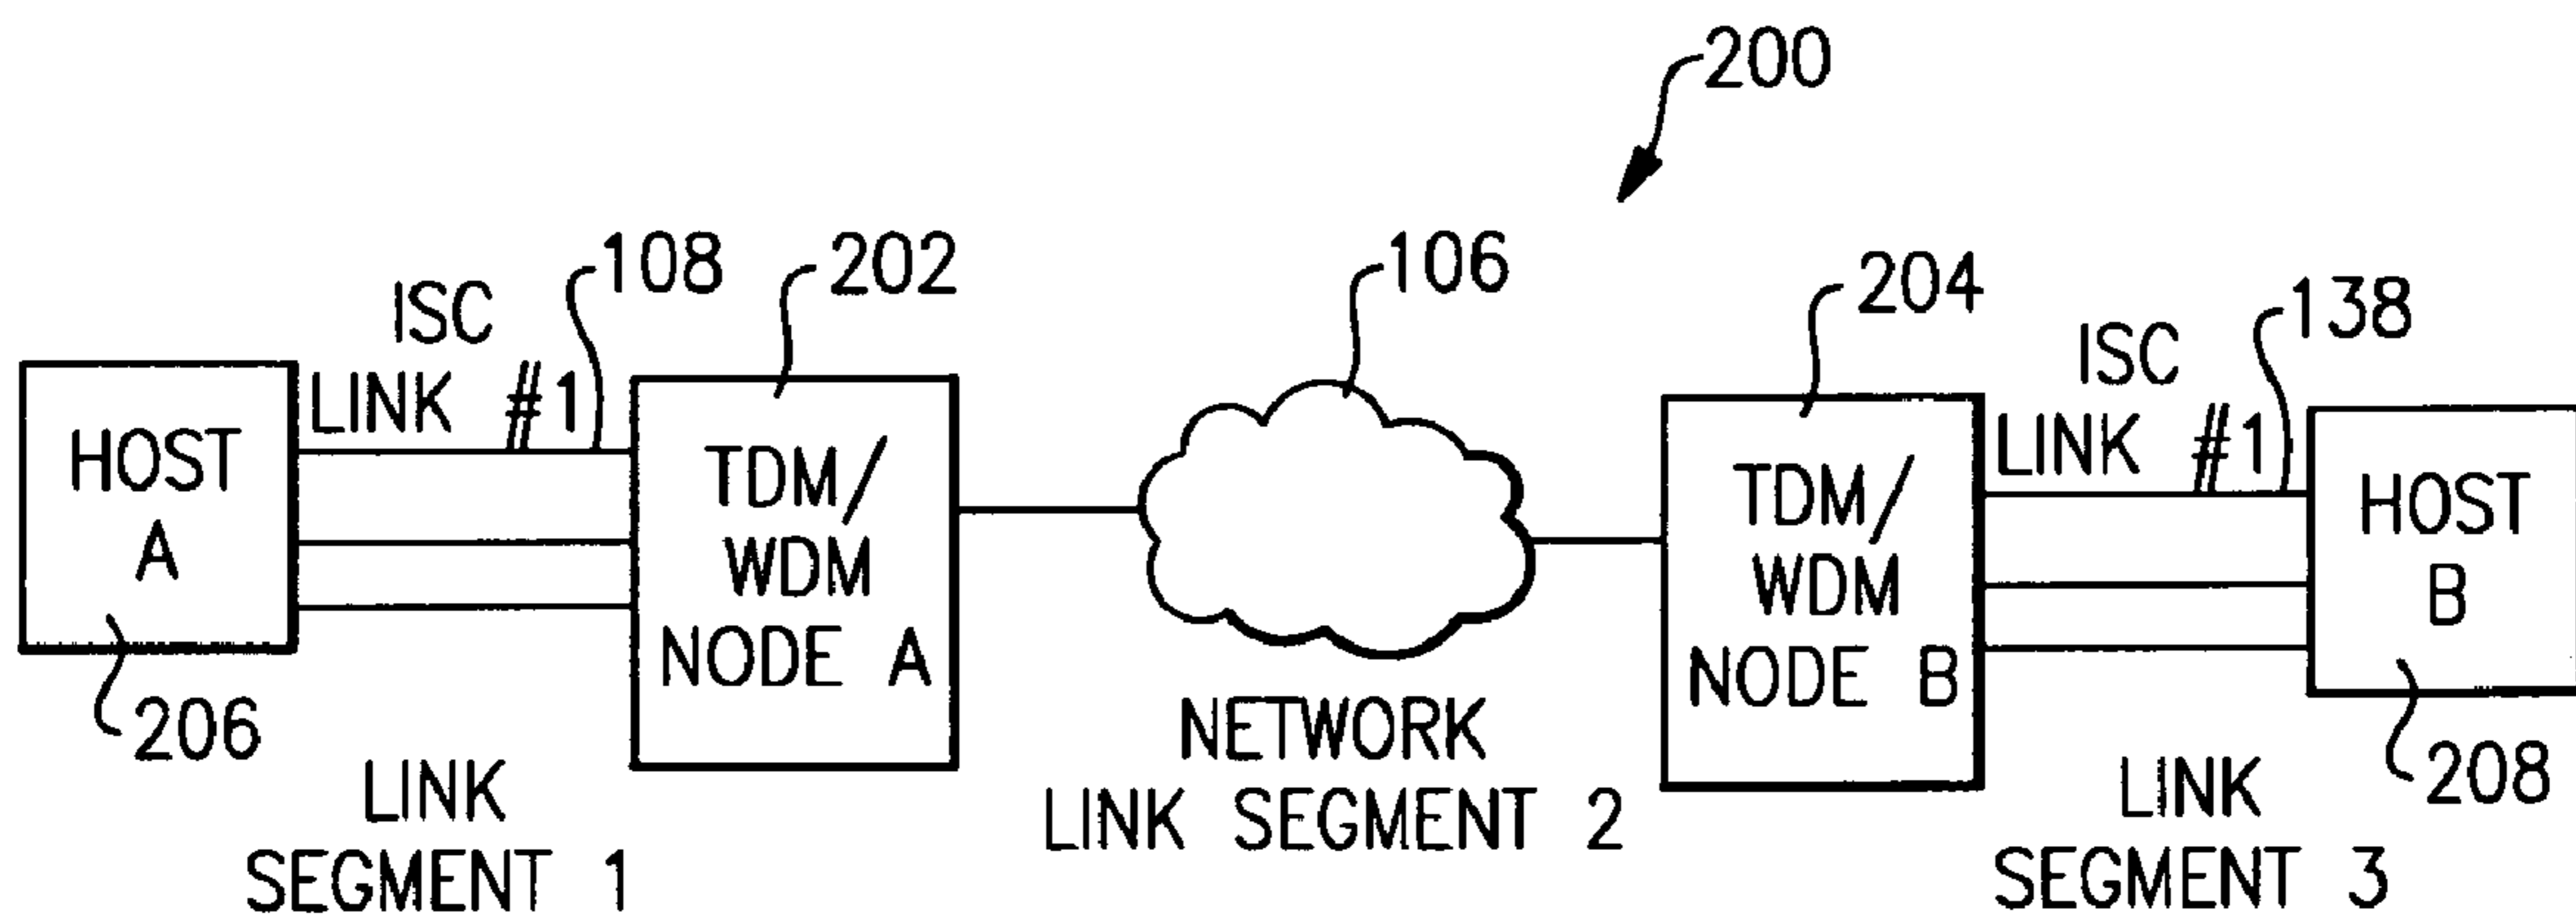 200
ISC
LINK #1
108
202
106
204
ISC
LINK #1
138
HOST
A
TDM/
WDM
NODE A
TDM/
WDM
NODE B
HOST
B
206
208
LINK
SEGMENT 1
NETWORK
LINK SEGMENT 2
LINK
SEGMENT 3